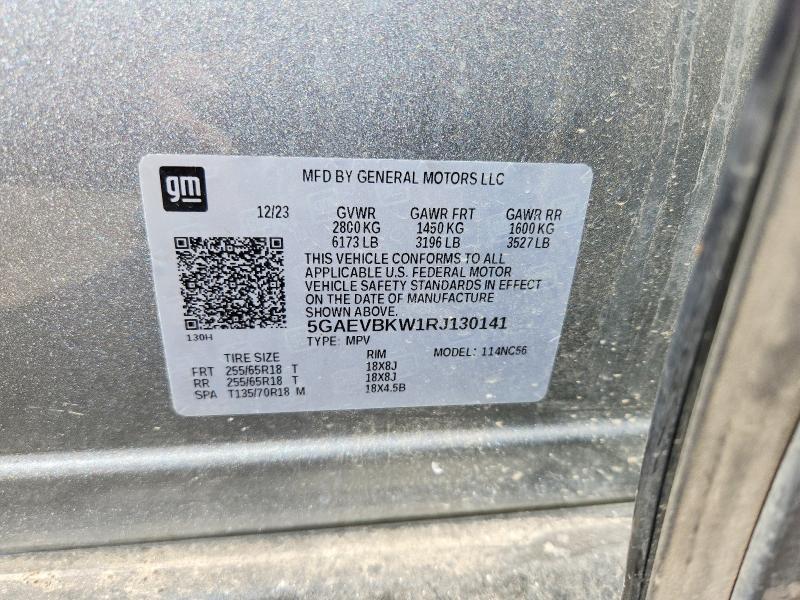 gm
MFD BY GENERAL MOTORS LLC
12/23 GVWR GAWR FRT GAWR RR
2800 KG 1450 KG 1600 KG
6173 LB 3196 LB 3527 LB
THIS VEHICLE CONFORMS TO ALL
APPLICABLE U.S. FEDERAL MOTOR
VEHICLE SAFETY STANDARDS IN EFFECT
ON THE DATE OF MANUFACTURE
SHOWN ABOVE.
130H
5GAEVBKW1RJ130141
TYPE: MPV MODEL: 114NC56
TIRE SIZE RIM
FRT 255/65R18 T 18X8J
RR 255/65R18 T 18X8J
SPA T135/70R18 M 18X4.5B